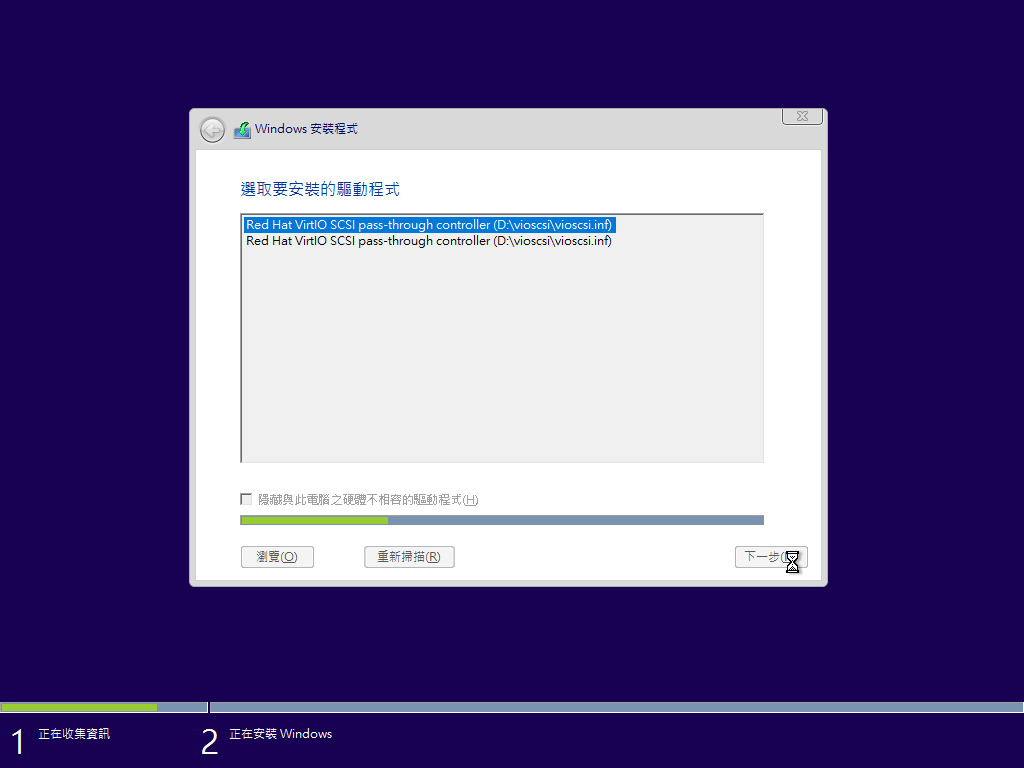 Windows 安裝程式
選取要安裝的驅動程式
Red Hat VirtIO SCSI pass-through controller (D:\vioscsi\vioscsi.inf)
Red Hat VirtIO SCSI pass-through controller (D:\vioscsi\vioscsi.inf)
隱藏與此電腦之硬體不相容的驅動程式(H)
瀏覽(O) 重新掃描(R) 下一步
1 正在收集資訊 2 正在安裝 Windows